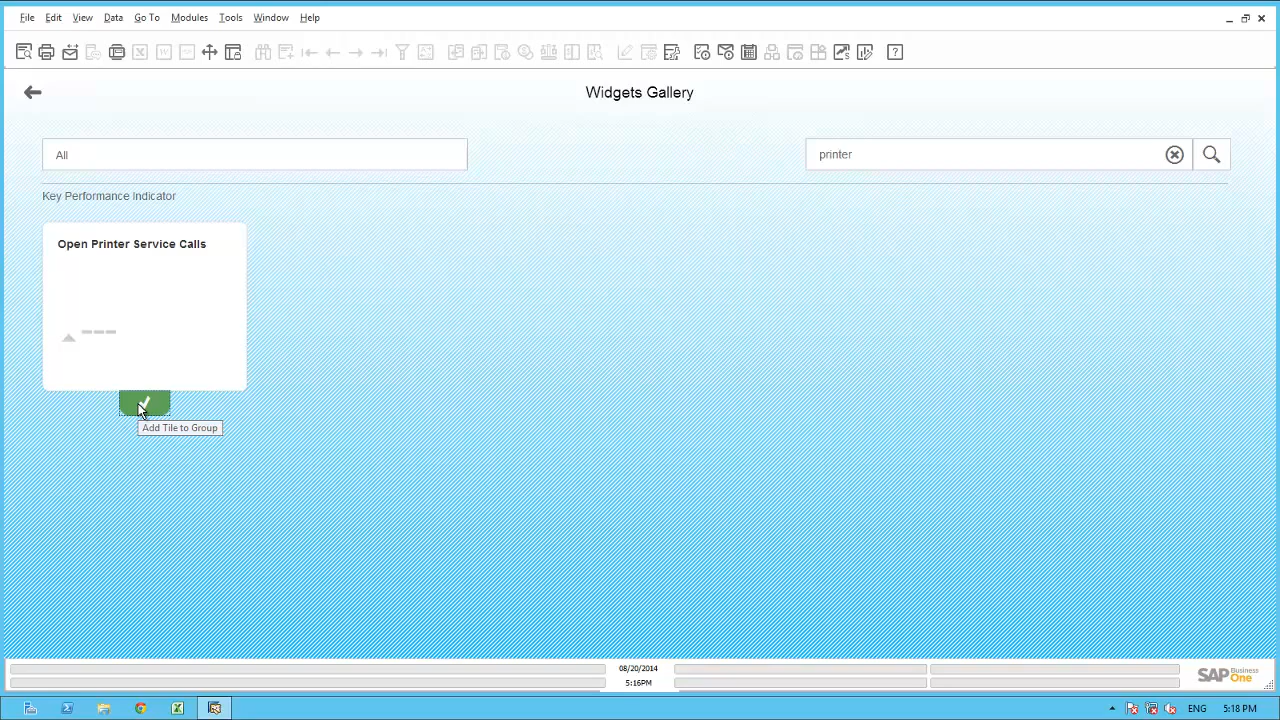 File Edit View Data Go To Modules Tools Window Help
Widgets Gallery
All
printer
Key Performance Indicator
Open Printer Service Calls
Add Tile to Group
08/20/2014
5:16PM
SAP Business One
ENG 5:18 PM